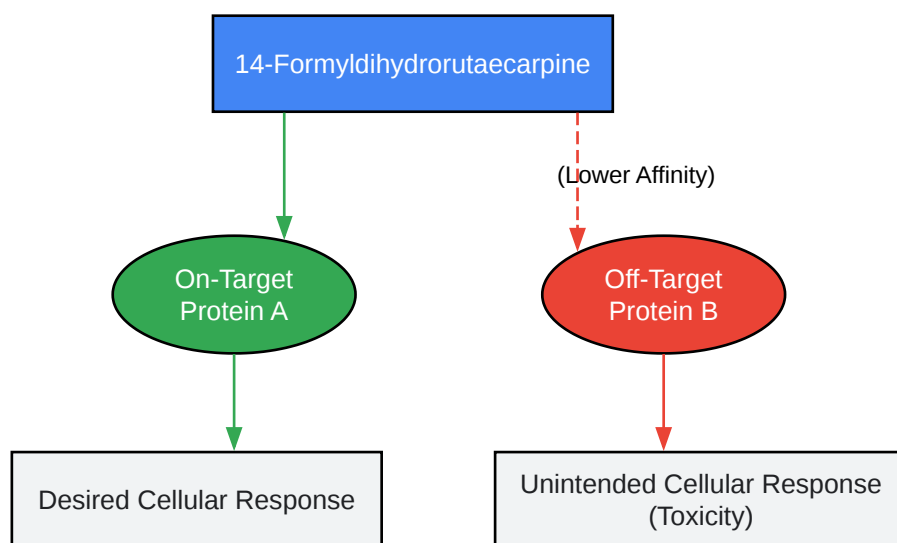 14-Formyldihydrorutaecarpine
(Lower Affinity)
On-Target
Protein A
Off-Target
Protein B
Desired Cellular Response
Unintended Cellular Response
(Toxicity)